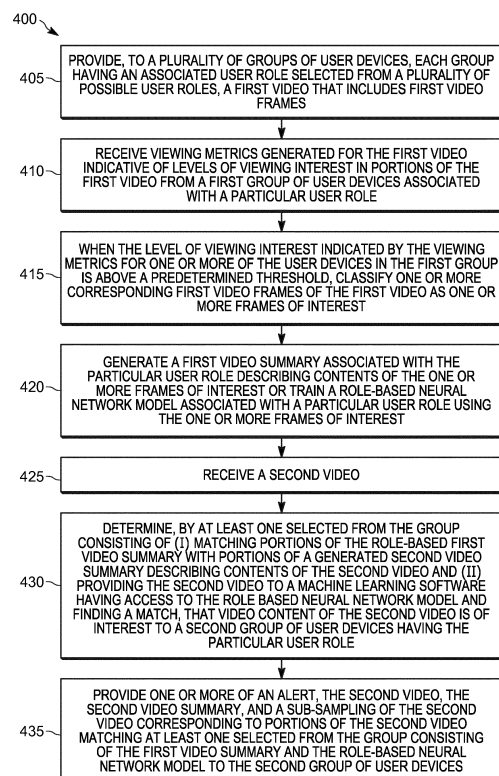 400
405
PROVIDE, TO A PLURALITY OF GROUPS OF USER DEVICES, EACH GROUP
HAVING AN ASSOCIATED USER ROLE SELECTED FROM A PLURALITY OF
POSSIBLE USER ROLES, A FIRST VIDEO THAT INCLUDES FIRST VIDEO
FRAMES
410
RECEIVE VIEWING METRICS GENERATED FOR THE FIRST VIDEO
INDICATIVE OF LEVELS OF VIEWING INTEREST IN PORTIONS OF
THE FIRST VIDEO FROM A FIRST GROUP OF USER DEVICES ASSOCIATED
WITH A PARTICULAR USER ROLE
415
WHEN THE LEVEL OF VIEWING INTEREST INDICATED BY THE VIEWING
METRICS FOR ONE OR MORE OF THE USER DEVICES IN THE FIRST GROUP
IS ABOVE A PREDETERMINED THRESHOLD, CLASSIFY ONE OR MORE
CORRESPONDING FIRST VIDEO FRAMES OF THE FIRST VIDEO AS ONE OR
MORE FRAMES OF INTEREST
420
GENERATE A FIRST VIDEO SUMMARY ASSOCIATED WITH THE
PARTICULAR USER ROLE DESCRIBING CONTENTS OF THE ONE OR
MORE FRAMES OF INTEREST OR TRAIN A ROLE-BASED NEURAL
NETWORK MODEL ASSOCIATED WITH A PARTICULAR USER ROLE USING
THE ONE OR MORE FRAMES OF INTEREST
425
RECEIVE A SECOND VIDEO
430
DETERMINE, BY AT LEAST ONE SELECTED FROM THE GROUP
CONSISTING OF (I) MATCHING PORTIONS OF THE ROLE-BASED FIRST
VIDEO SUMMARY WITH PORTIONS OF A GENERATED SECOND VIDEO
SUMMARY DESCRIBING CONTENTS OF THE SECOND VIDEO AND (II)
PROVIDING THE SECOND VIDEO TO A MACHINE LEARNING SOFTWARE
HAVING ACCESS TO THE ROLE BASED NEURAL NETWORK MODEL AND
FINDING A MATCH, THAT VIDEO CONTENT OF THE SECOND VIDEO IS OF
INTEREST TO A SECOND GROUP OF USER DEVICES HAVING THE
PARTICULAR USER ROLE
435
PROVIDE ONE OR MORE OF AN ALERT, THE SECOND VIDEO, THE
SECOND VIDEO SUMMARY, AND A SUB-SAMPLING OF THE SECOND
VIDEO CORRESPONDING TO PORTIONS OF THE SECOND VIDEO
MATCHING AT LEAST ONE SELECTED FROM THE GROUP CONSISTING
OF THE FIRST VIDEO SUMMARY AND THE ROLE-BASED NEURAL
NETWORK MODEL TO THE SECOND GROUP OF USER DEVICES